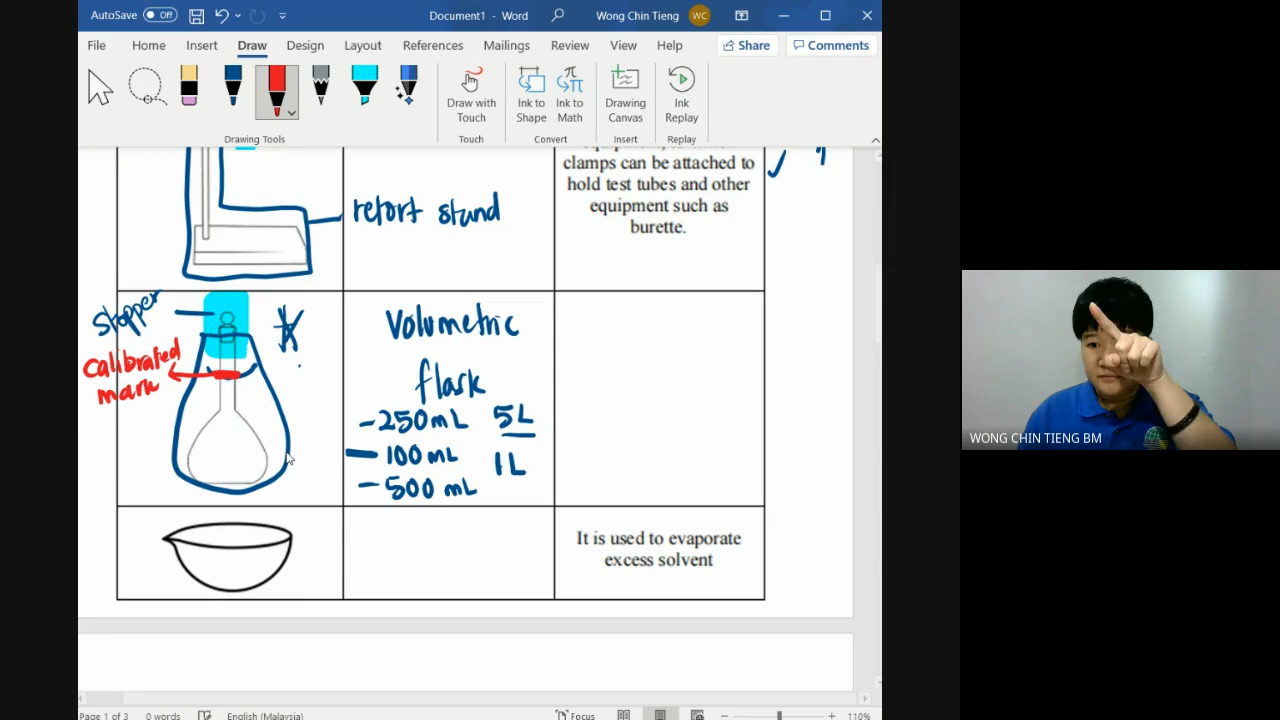 AutoSave Off Document1 - Word Wong Chin Tieng WC
File Home Insert Draw Design Layout References Mailings Review View Help Share Comments
Draw with Touch
Ink to Shape
Ink to Math
Drawing Canvas
Ink Replay
Drawing Tools Touch Convert Insert Replay
clamps can be attached to
hold test tubes and other
equipment such as
burette.
retort stand
stopper
calibrated
mark
Volumetric
flask
-250mL 5L
- 100 mL 1L
-500 mL
It is used to evaporate
excess solvent
WONG CHIN TIENG BM
Page 1 of 3 0 words English (Malaysia) Focus 110%